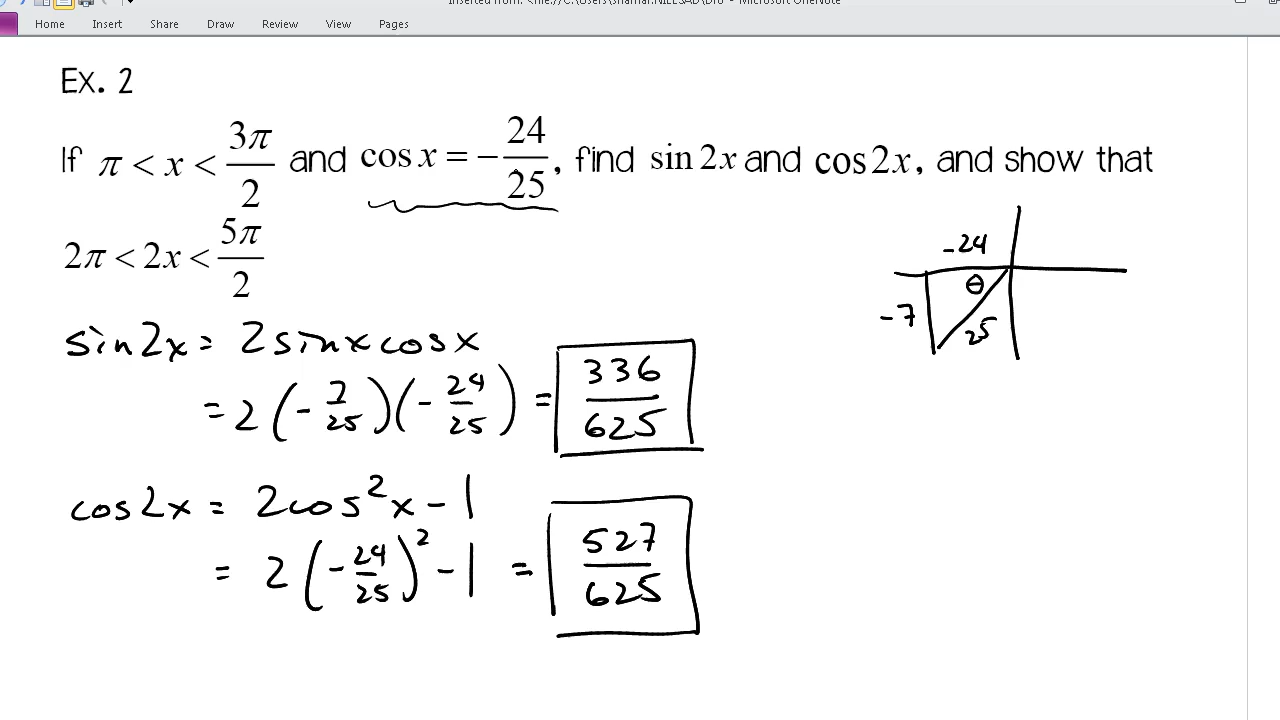 Home Insert Share Draw Review View Pages
Ex. 2
If π < x < 3π/2 and cos x = −24/25, find sin 2x and cos 2x, and show that
2π < 2x < 5π/2
-24
θ
-7
25
sin2x = 2sinxcosx
= 2(-7/25)(-24/25) = 336/625
cos2x = 2cos²x - 1
= 2(-24/25)² - 1 = 527/625